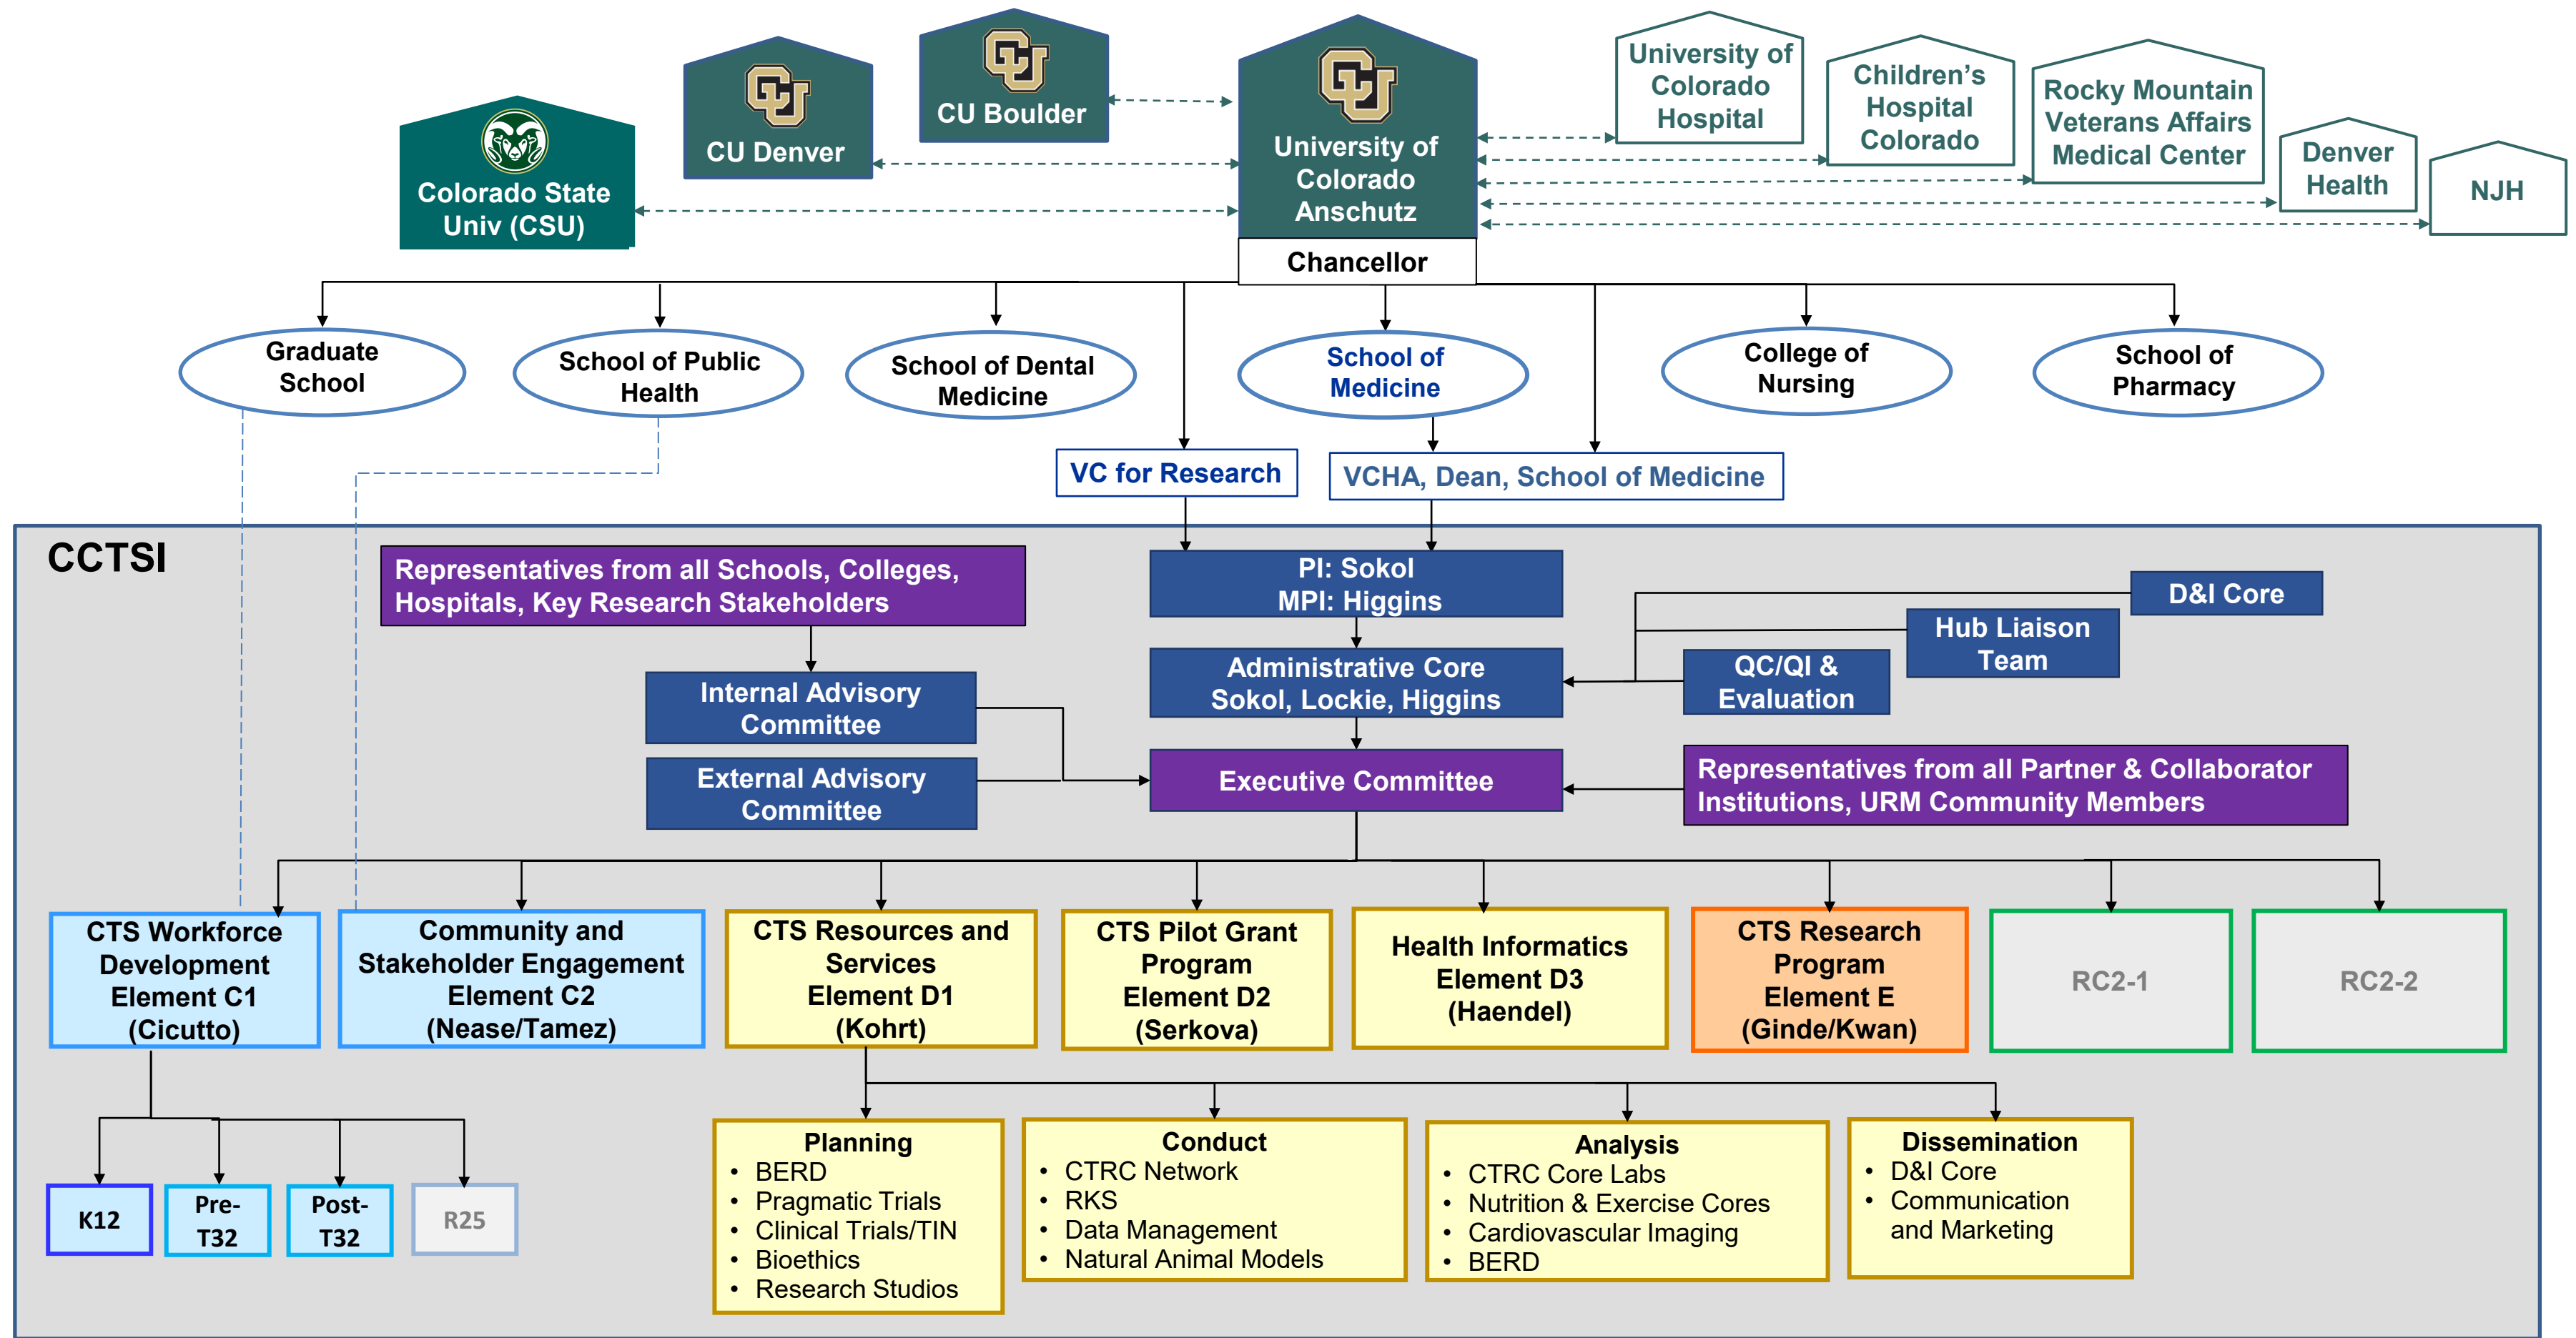 CU
CU Denver
CU
CU Boulder
Colorado State
Univ (CSU)
CU
University of
Colorado
Anschutz
Chancellor
University of
Colorado
Hospital
Children’s
Hospital
Colorado
Rocky Mountain
Veterans Affairs
Medical Center
Denver
Health
NJH
Graduate
School
School of Public
Health
School of Dental
Medicine
School of
Medicine
College of
Nursing
School of
Pharmacy
VC for Research
VCHA, Dean, School of Medicine
CCTSI
Representatives from all Schools, Colleges,
Hospitals, Key Research Stakeholders
PI: Sokol
MPI: Higgins
D&I Core
Hub Liaison
Team
QC/QI &
Evaluation
Administrative Core
Sokol, Lockie, Higgins
Internal Advisory
Committee
External Advisory
Committee
Executive Committee
Representatives from all Partner & Collaborator
Institutions, URM Community Members
CTS Workforce
Development
Element C1
(Cicutto)
Community and
Stakeholder Engagement
Element C2
(Nease/Tamez)
CTS Resources and
Services
Element D1
(Kohrt)
CTS Pilot Grant
Program
Element D2
(Serkova)
Health Informatics
Element D3
(Haendel)
CTS Research
Program
Element E
(Ginde/Kwan)
RC2-1
RC2-2
K12
Pre-
T32
Post-
T32
R25
Planning
• BERD
• Pragmatic Trials
• Clinical Trials/TIN
• Bioethics
• Research Studios
Conduct
• CTRC Network
• RKS
• Data Management
• Natural Animal Models
Analysis
• CTRC Core Labs
• Nutrition & Exercise Cores
• Cardiovascular Imaging
• BERD
Dissemination
• D&I Core
• Communication
and Marketing